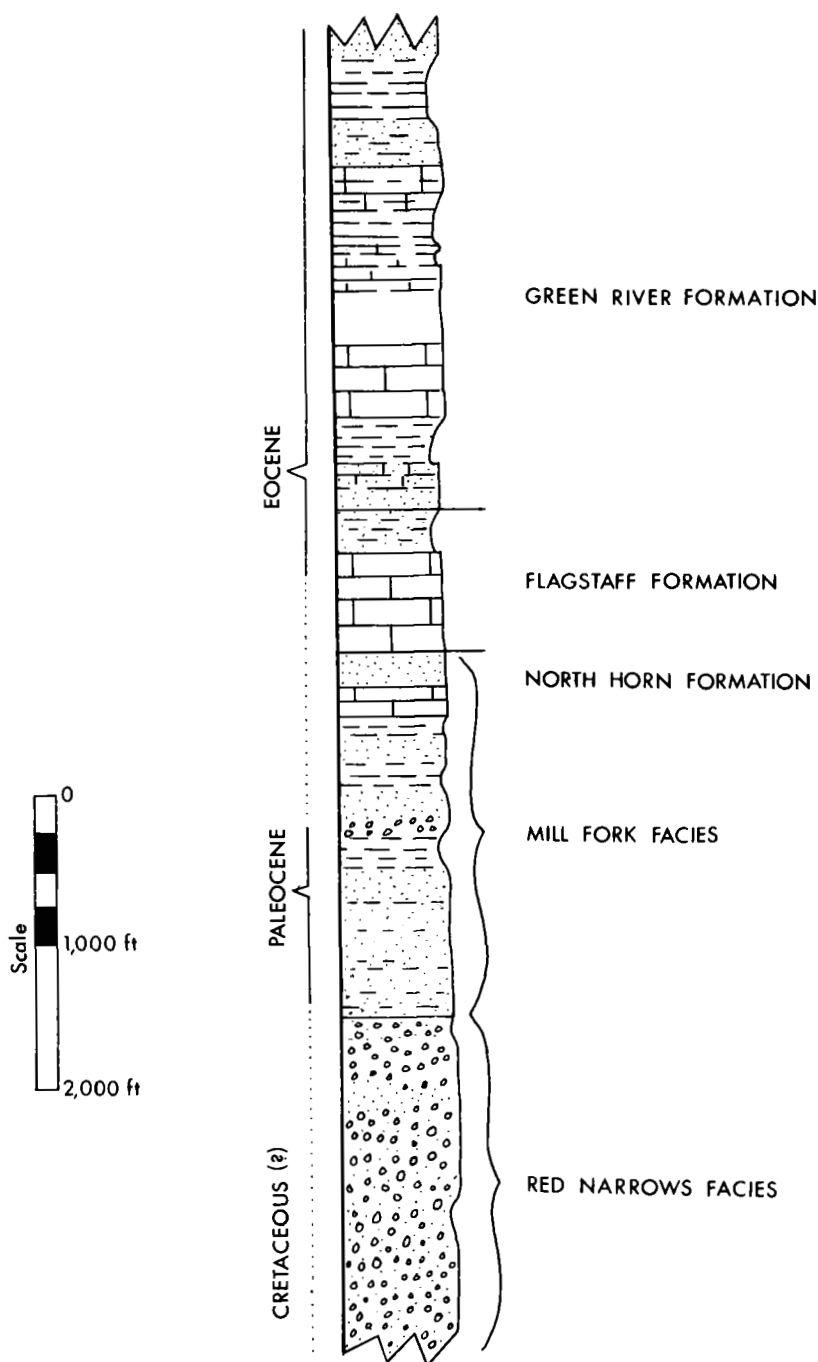 EOCENE
GREEN RIVER FORMATION
FLAGSTAFF FORMATION
NORTH HORN FORMATION
PALEOCENE
MILL FORK FACIES
Scale
0
1,000 ft
2,000 ft
CRETACEOUS (?)
RED NARROWS FACIES